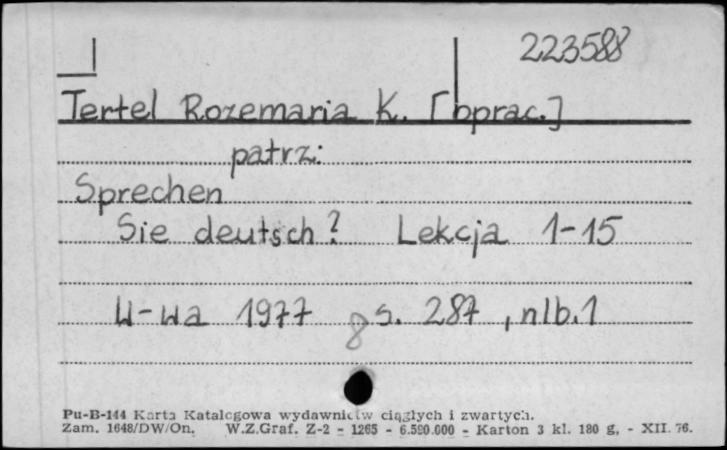 223588
Tertel Rozemaria K. [oprac.]
patrz:
Sprechen
Sie deutsch? Lekcja 1-15
W-wa 1977 8 s. 287, nlb.1
Pu-B-144 Karta Katalogowa wydawnictw ciągłych i zwartych.
Zam. 1648/DW/On. W.Z.Graf. Z-2 - 1265 - 6.500.000 - Karton 3 kl. 180 g. - XII. 76.